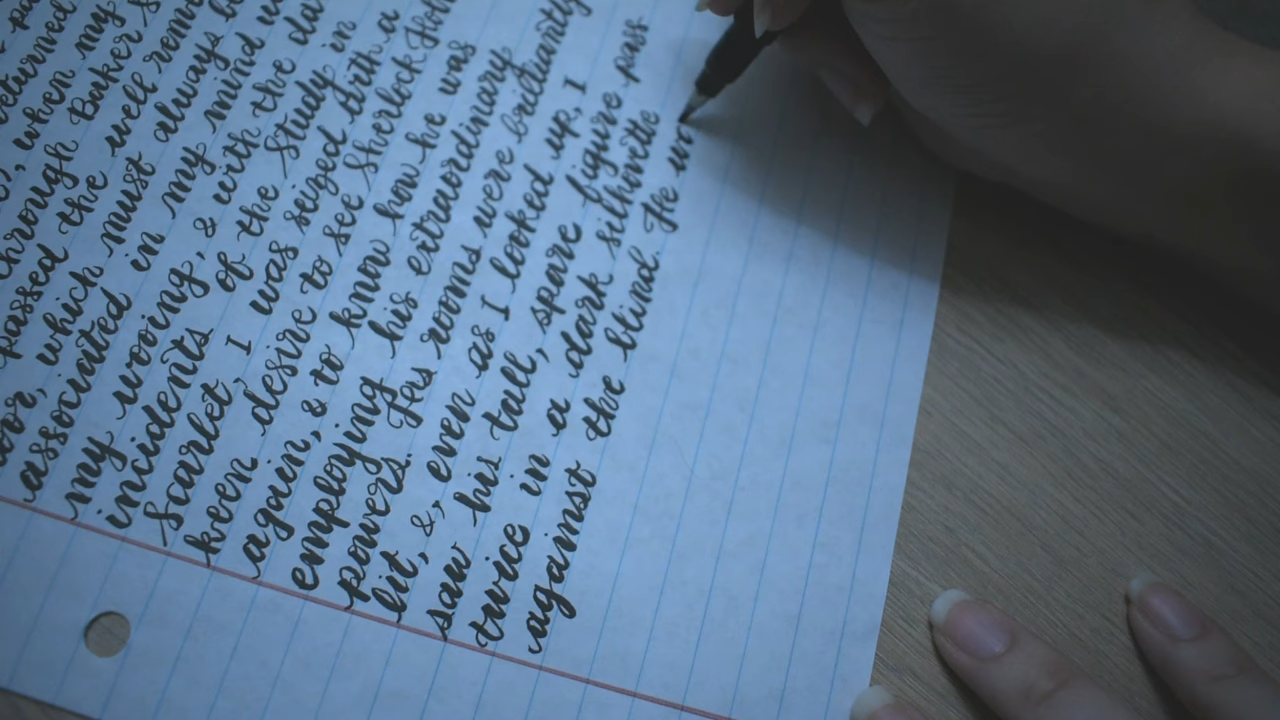 returned
, when my
through Baker
passed the well reme
oor, which must always be
associated in my mind w
my wooing, & with the da
incidents of the Study in
Scarlet, I was seized with a
keen desire to see Sherlock Hol
again, & to know how he was
employing his extraordinary
powers. His rooms were brilliantly
lit, &, even as I looked up, I
saw his tall, spare figure pass
twice in a dark silhouette
against the blind. He